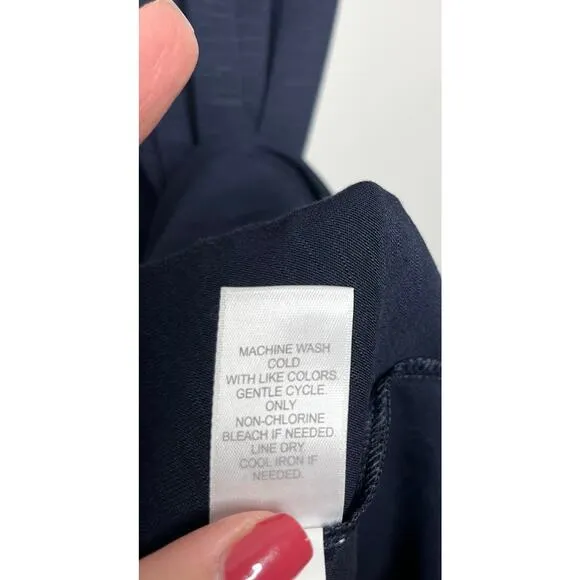 MACHINE WASH
COLD
WITH LIKE COLORS.
GENTLE CYCLE.
ONLY
NON-CHLORINE
BLEACH IF NEEDED
LINE DRY
COOL IRON IF
NEEDED.